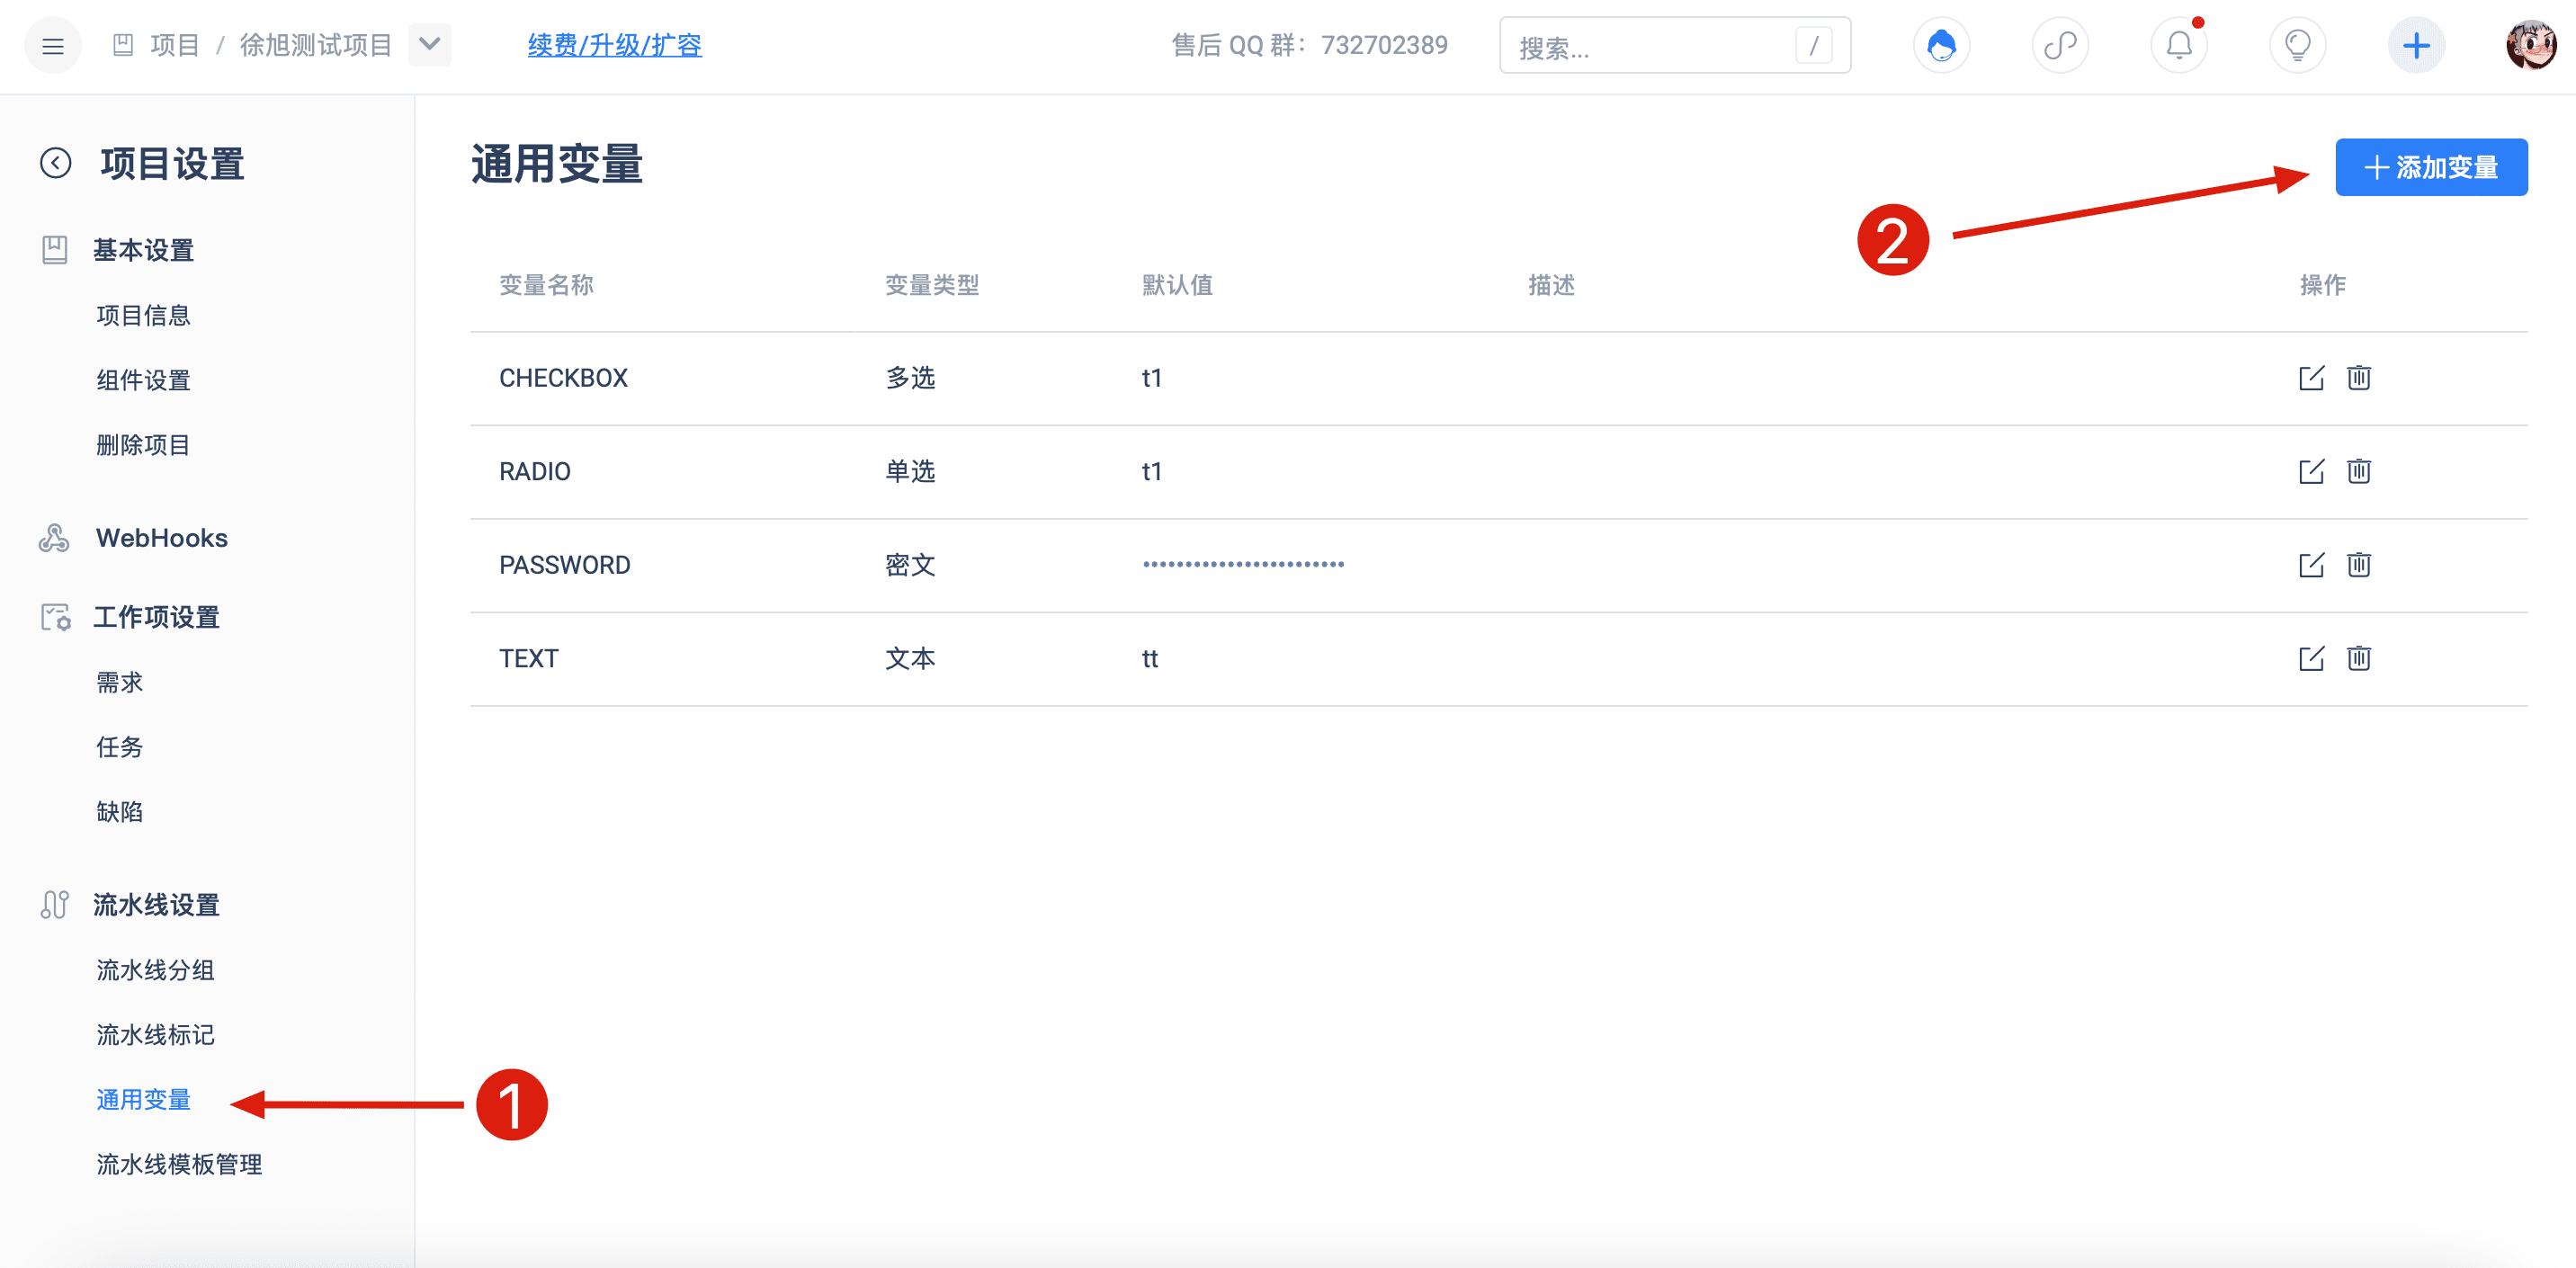 项目 / 徐旭测试项目 续费/升级/扩容 售后 QQ 群：732702389 搜索... /
项目设置
基本设置
项目信息
组件设置
删除项目
WebHooks
工作项设置
需求
任务
缺陷
流水线设置
流水线分组
流水线标记
通用变量
流水线模板管理
1
通用变量
添加变量
2
变量名称 变量类型 默认值 描述 操作
CHECKBOX 多选 t1
RADIO 单选 t1
PASSWORD 密文 ••••••••••••••••••••••••
TEXT 文本 tt